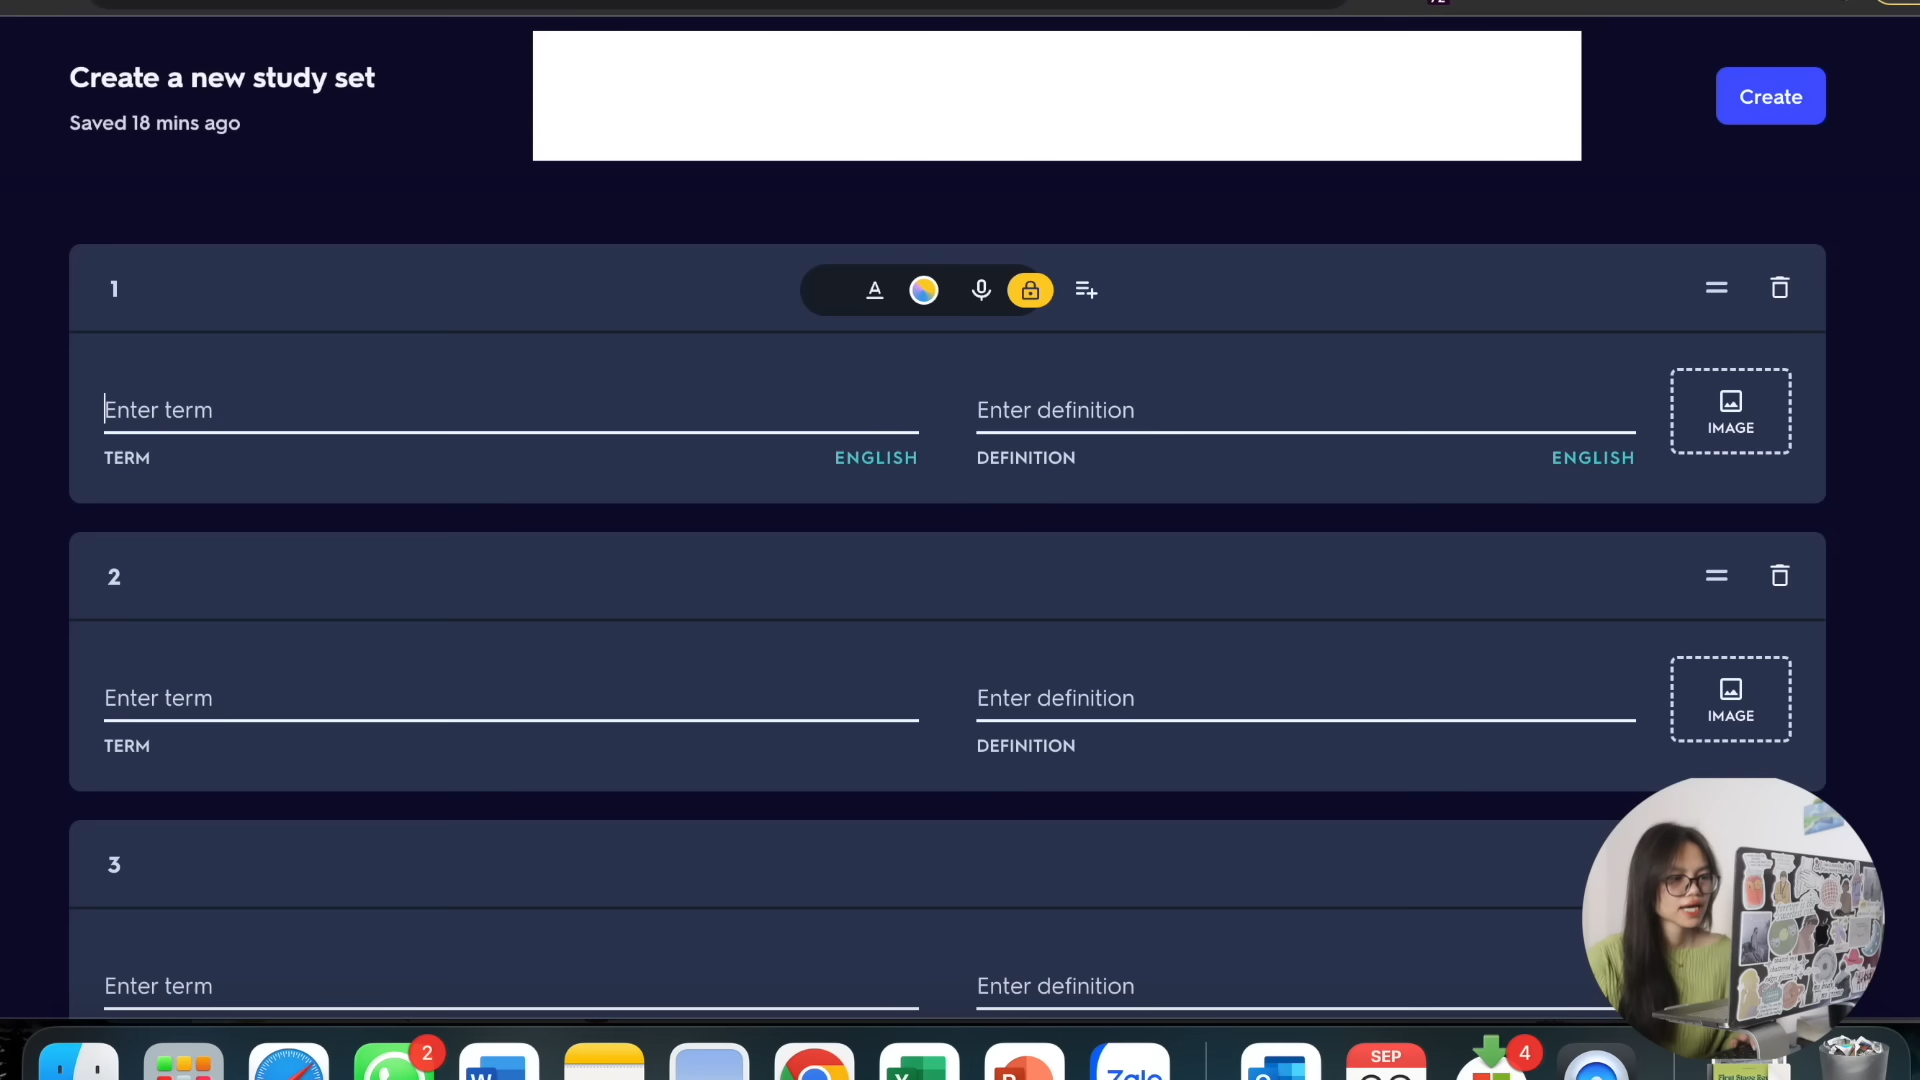 Create a new study set
Saved 18 mins ago
Create
1
A
Enter term
Enter definition
IMAGE
TERM
ENGLISH
DEFINITION
ENGLISH
2
Enter term
Enter definition
IMAGE
TERM
DEFINITION
3
Enter term
Enter definition
2
W
X
P
Zalo
O
SEP
4